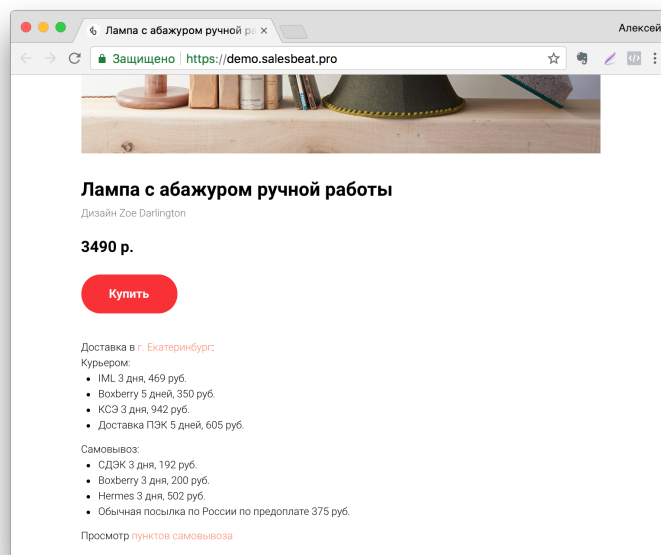 Лампа с абажуром ручной ра
Алексей
Защищено
https://demo.salesbeat.pro
Лампа с абажуром ручной работы
Дизайн Zoe Darlington
3490 р.
Купить
Доставка в г. Екатеринбург:
Курьером:
• IML 3 дня, 469 руб.
• Boxberry 5 дней, 350 руб.
• КСЭ 3 дня, 942 руб.
• Доставка ПЭК 5 дней, 605 руб.
Самовывоз:
• СДЭК 3 дня, 192 руб.
• Boxberry 3 дня, 200 руб.
• Hermes 3 дня, 502 руб.
• Обычная посылка по России по предоплате 375 руб.
Просмотр пунктов самовывоза